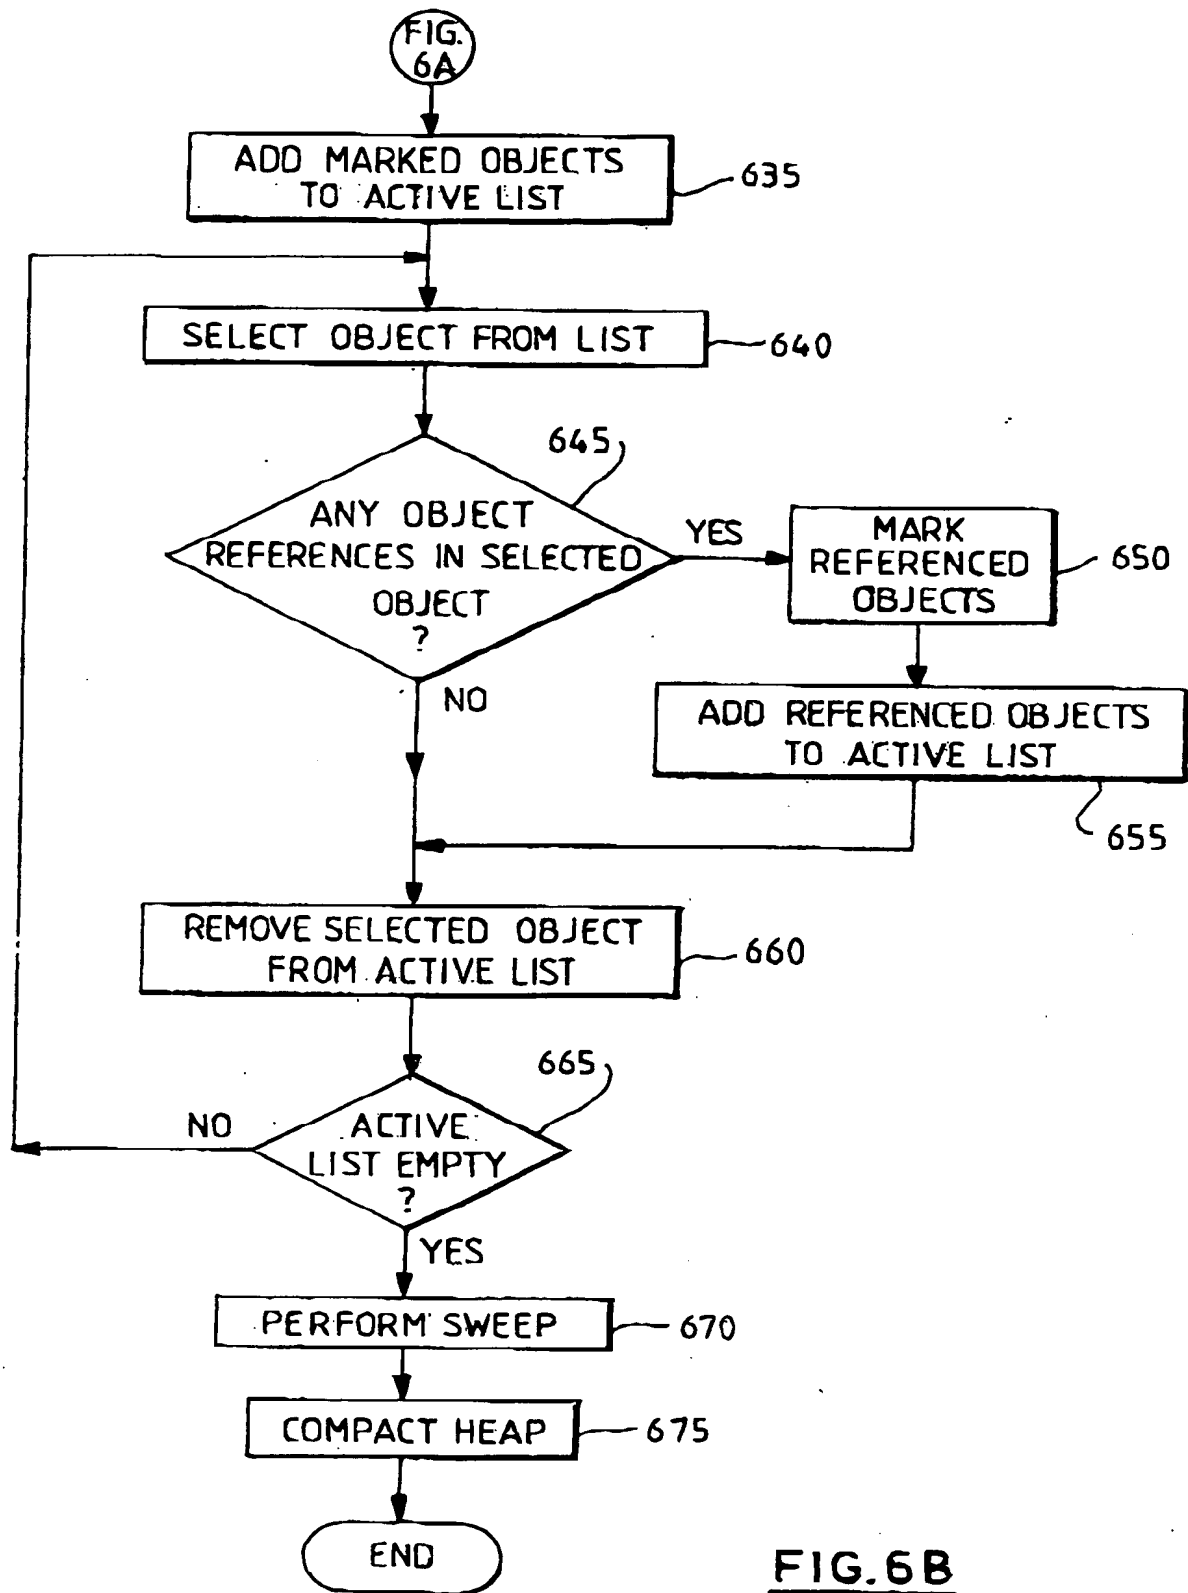 FIG.
6A
ADD MARKED OBJECTS
TO ACTIVE LIST
635
SELECT OBJECT FROM LIST
640
645
ANY OBJECT
REFERENCES IN SELECTED
OBJECT
?
YES
NO
MARK
REFERENCED
OBJECTS
650
ADD REFERENCED OBJECTS
TO ACTIVE LIST
655
REMOVE SELECTED OBJECT
FROM ACTIVE LIST
660
665
ACTIVE
LIST EMPTY
?
NO
YES
PERFORM SWEEP
670
COMPACT HEAP
675
END
FIG.6B